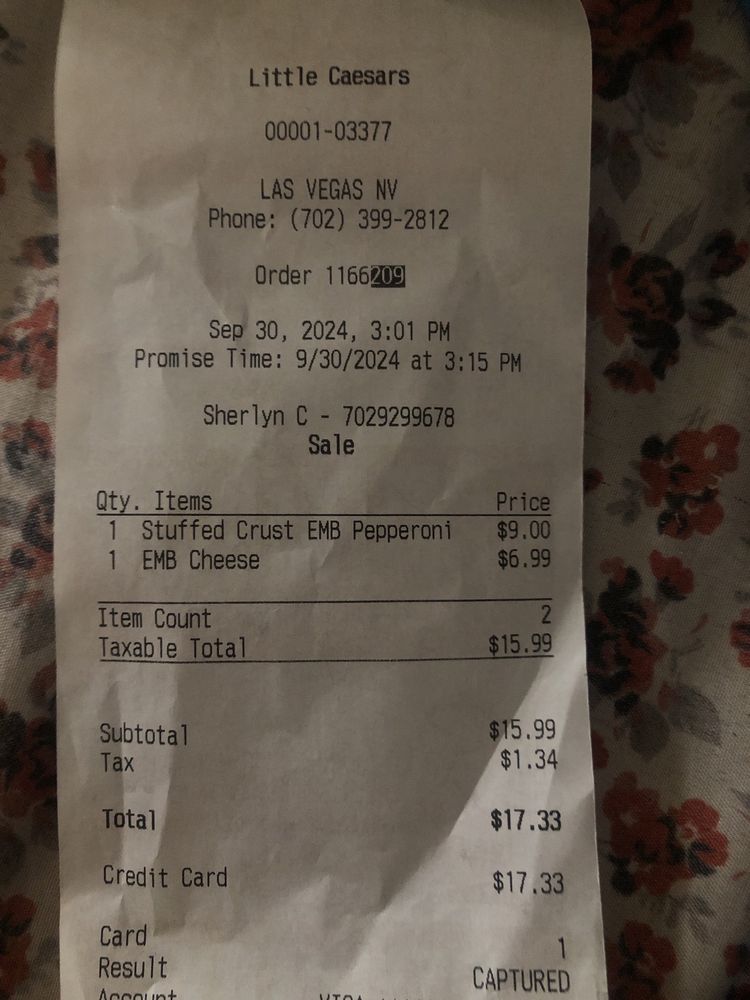 Little Caesars
00001-03377
LAS VEGAS NV
Phone: (702) 399-2812
Order 1166209
Sep 30, 2024, 3:01 PM
Promise Time: 9/30/2024 at 3:15 PM
Sherlyn C - 7029299678
Sale
Qty. Items Price
1 Stuffed Crust EMB Pepperoni $9.00
1 EMB Cheese $6.99
Item Count 2
Taxable Total $15.99
Subtotal $15.99
Tax $1.34
Total $17.33
Credit Card $17.33
Card 1
Result CAPTURED
Account VISA